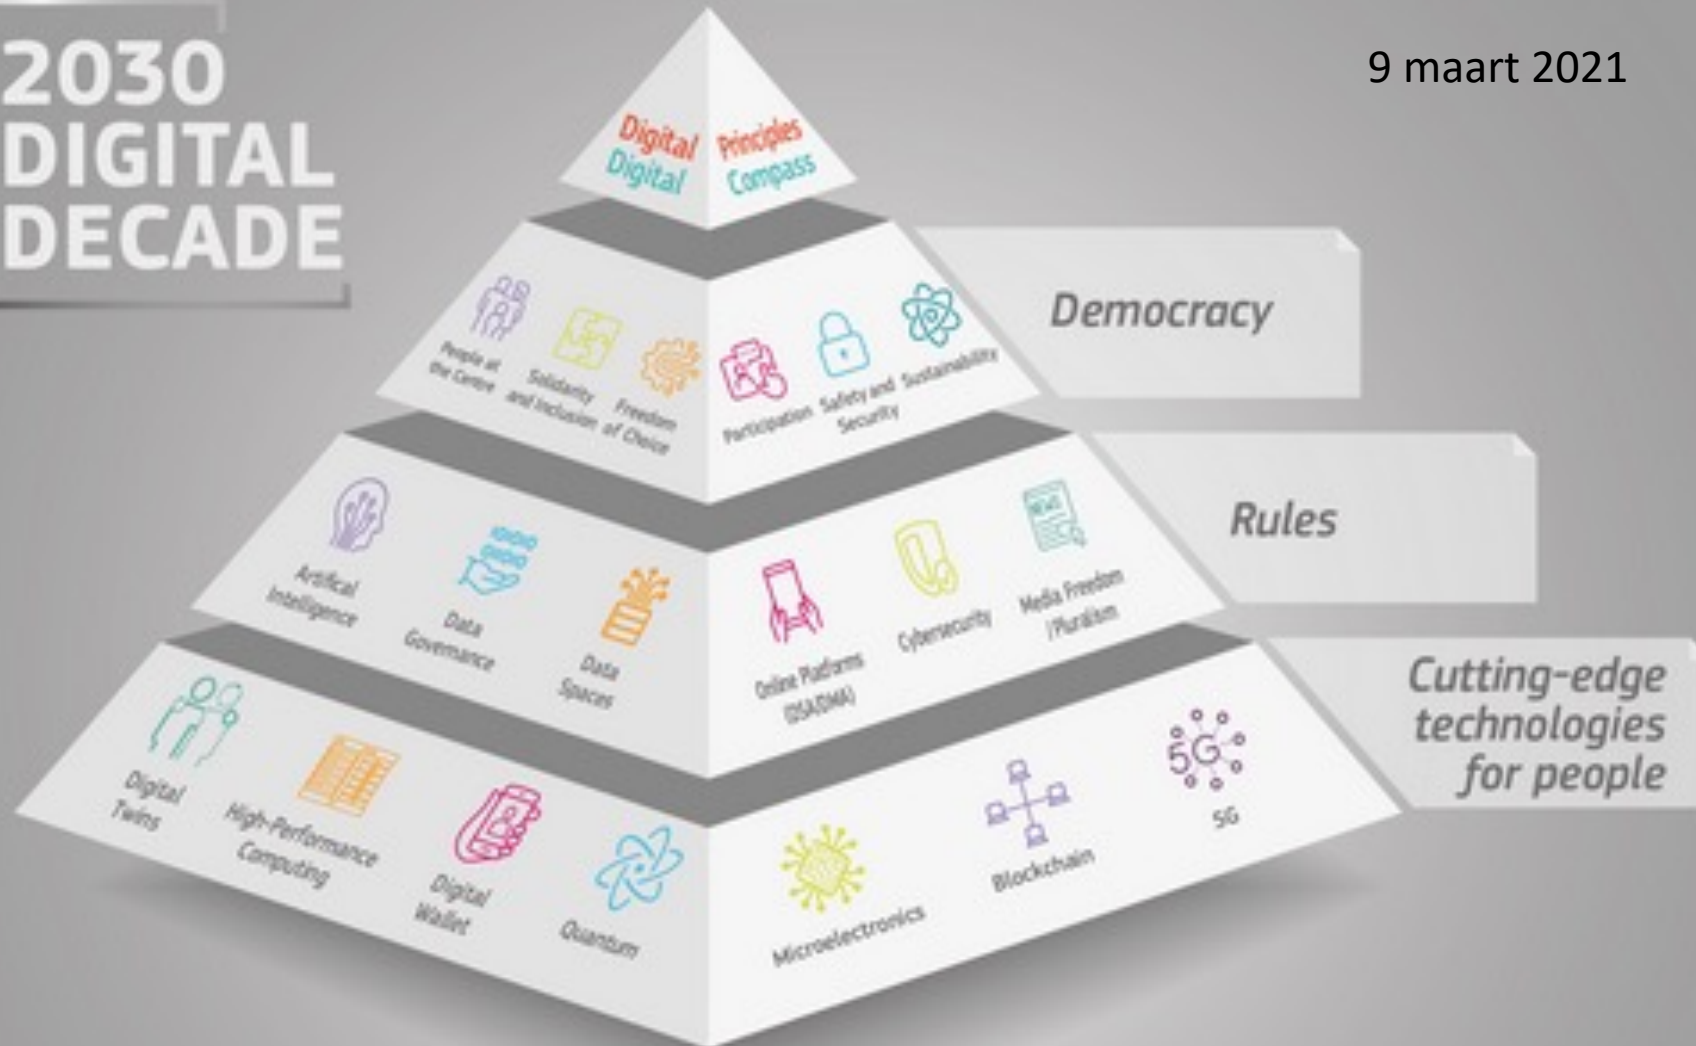 2030
DIGITAL
DECADE
9 maart 2021
Digital Principles
Digital Compass
Democracy
People at
the Centre
Solidarity
and Inclusion
Freedom
of Choice
Participation
Safety and
Security
Sustainability
Rules
Artifical
Intelligence
Data
Governance
Data
Spaces
Online Platforms
(DSA/DMA)
Cybersecurity
NEWS
Media Freedom
/Pluralism
Cutting-edge
technologies
for people
Digital
Twins
High-Performance
Computing
Digital
Wallet
Quantum
Microelectronics
Blockchain
5G
5G